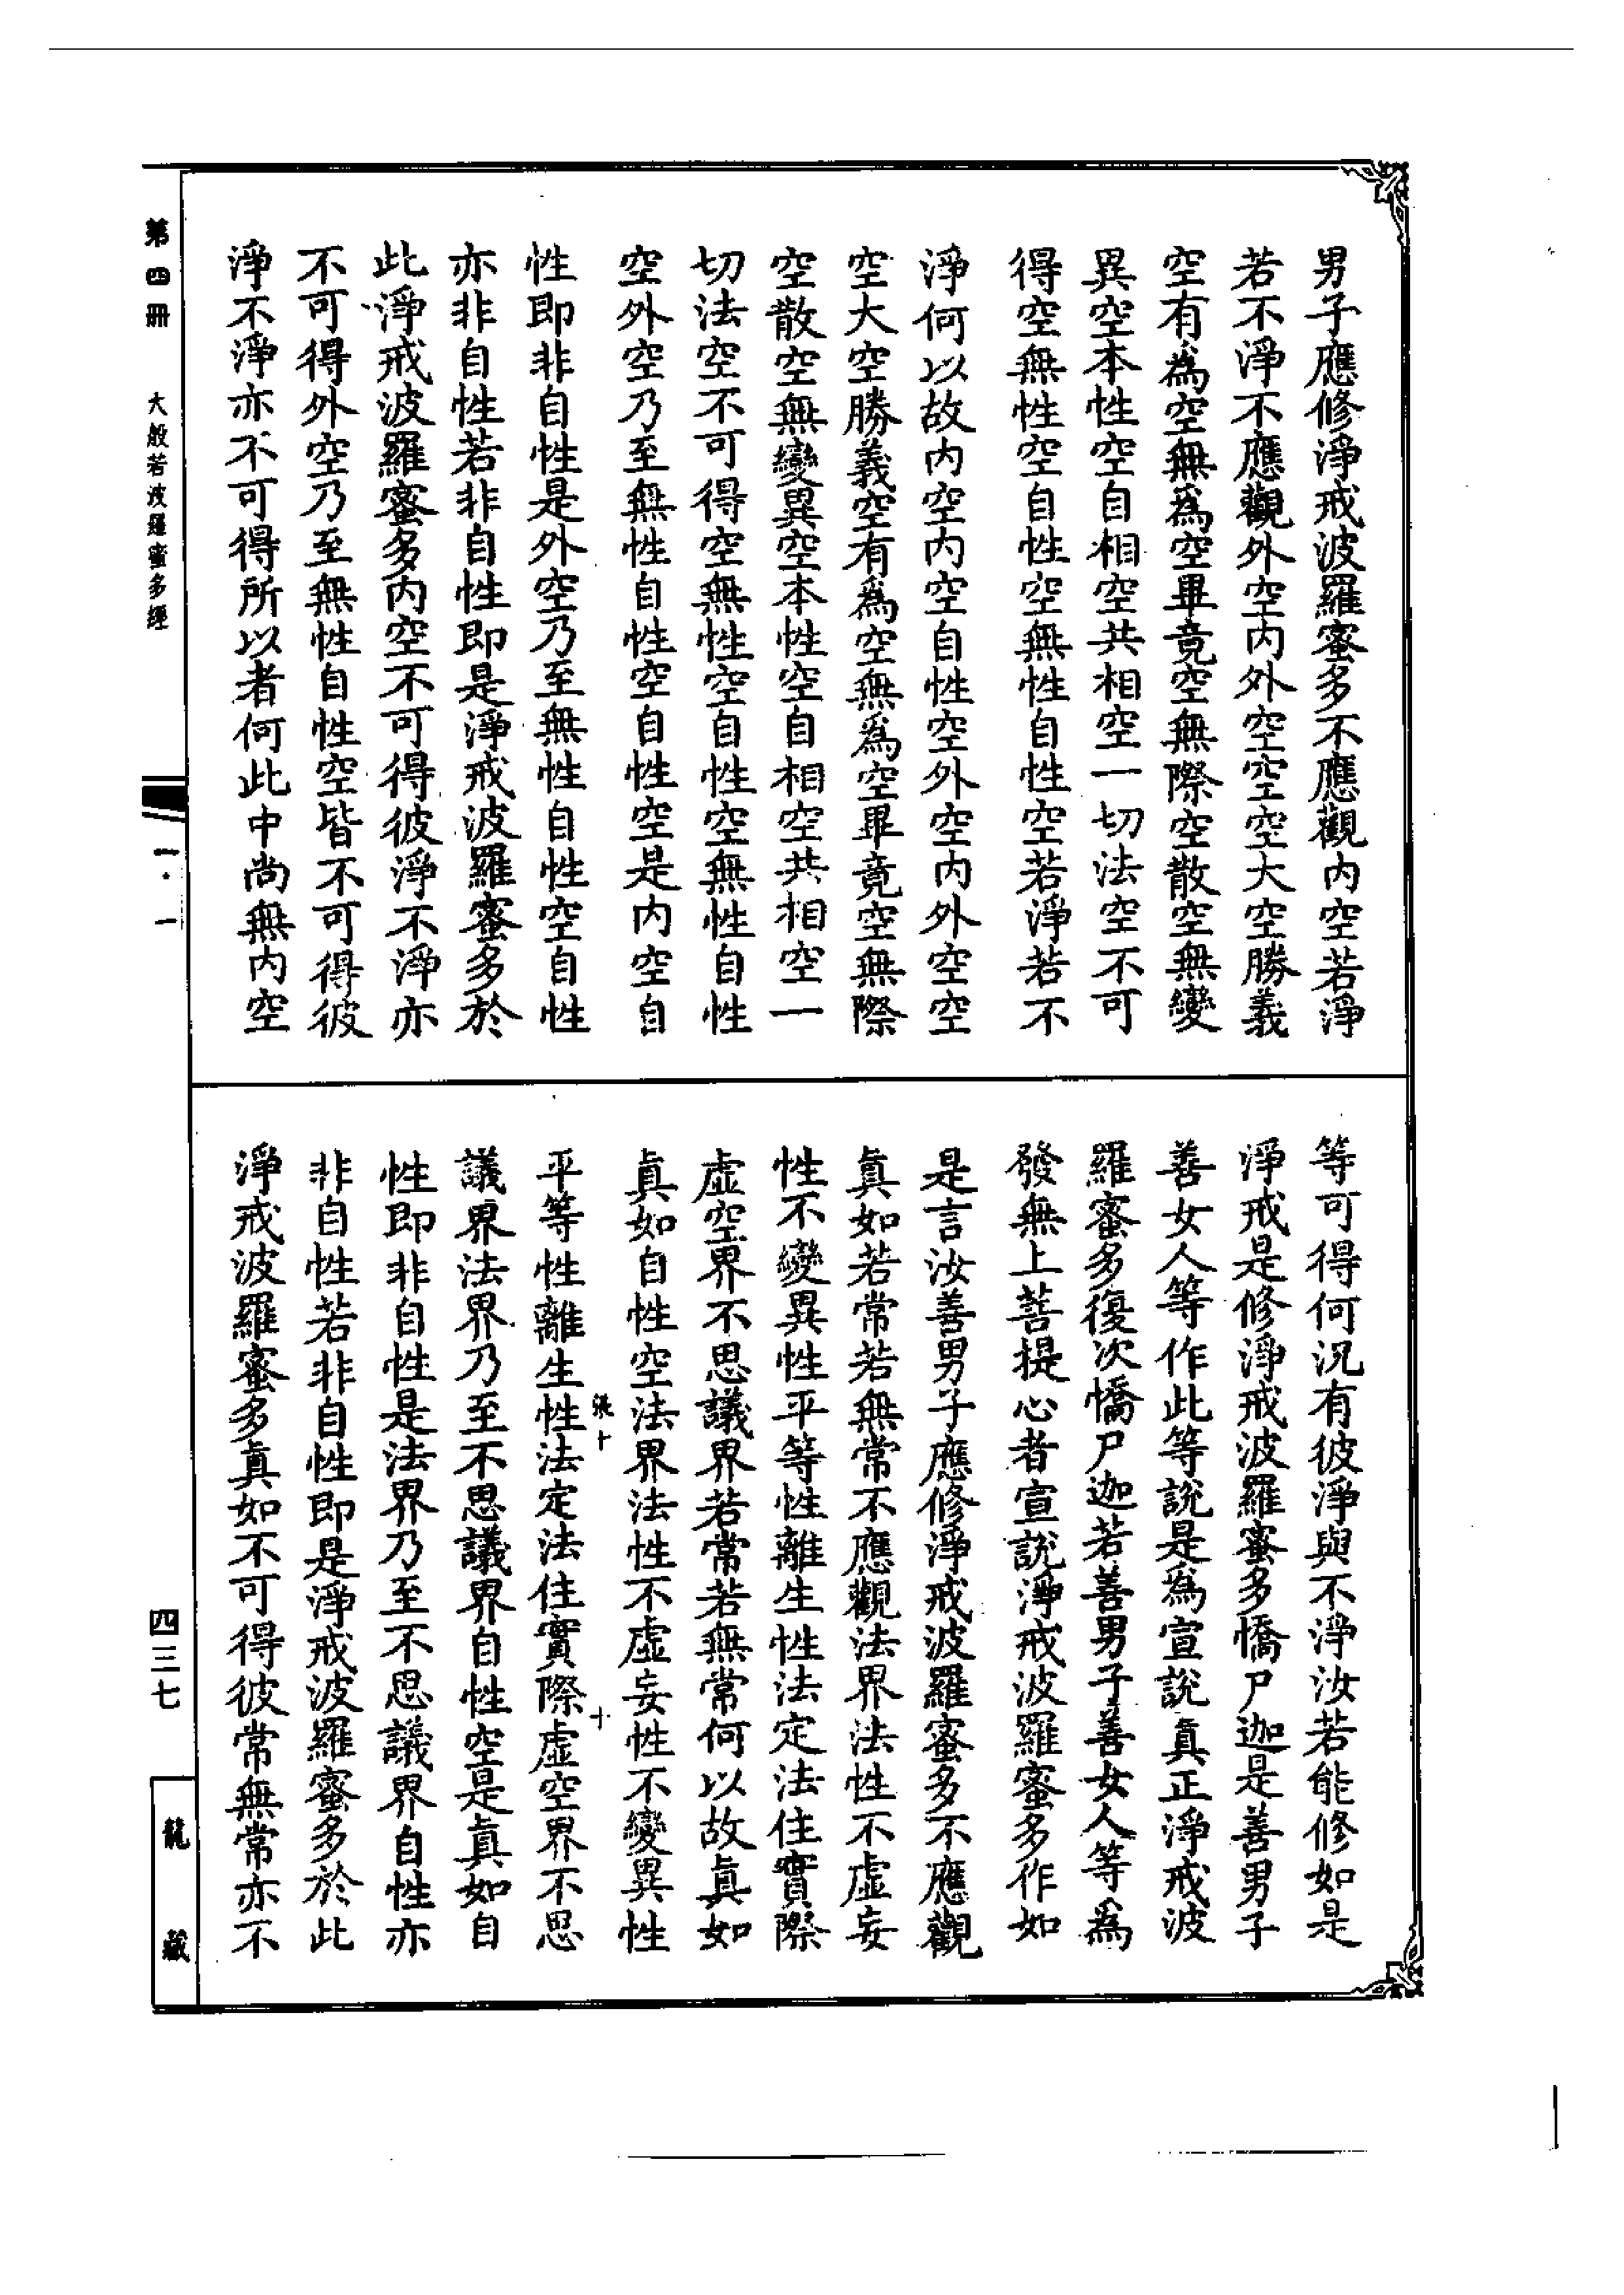 男子應修淨戒波羅蜜多不應觀內空若淨
若不淨不應觀外空內外空空空大空勝義
空有為空無為空畢竟空無際空散空無變
異空本性空自相空共相空一切法空不可
得空無性空自性空無性自性空若淨若不
淨何以故內空內空自性空外空內外空空
空大空勝義空有為空無為空畢竟空無際
空散空無變異空本性空自相空共相空一
切法空不可得空無性空自性空無性自性
空外空乃至無性自性空自性空是內空自
性即非自性是外空乃至無性自性空自性
亦非自性若非自性即是淨戒波羅蜜多於
此淨戒波羅蜜多內空不可得彼淨不淨亦
不可得外空乃至無性自性空皆不可得彼
淨不淨亦不可得所以者何此中尚無內空
等可得何況有彼淨與不淨汝若能修如是
淨戒是修淨戒波羅蜜多憍尸迦是善男子
善女人等作此等說是為宣說真正淨戒波
羅蜜多復次憍尸迦若善男子善女人等為
發無上菩提心者宣說淨戒波羅蜜多作如
是言汝善男子應修淨戒波羅蜜多不應觀
真如若常若無常不應觀法界法性不虛妄
性不變異性平等性離生性法定法住實際
虛空界不思議界若常若無常何以故真如
真如自性空法界法性不虛妄性不變異性
平等性離生性法定法住實際虛空界不思
議界法界乃至不思議界自性空是真如自
性即非自性是法界乃至不思議界自性亦
非自性若非自性即是淨戒波羅蜜多於此
淨戒波羅蜜多真如不可得彼常無常亦不
張十
十
第四冊
大般若波羅蜜多經
一·一
四三七
龍藏